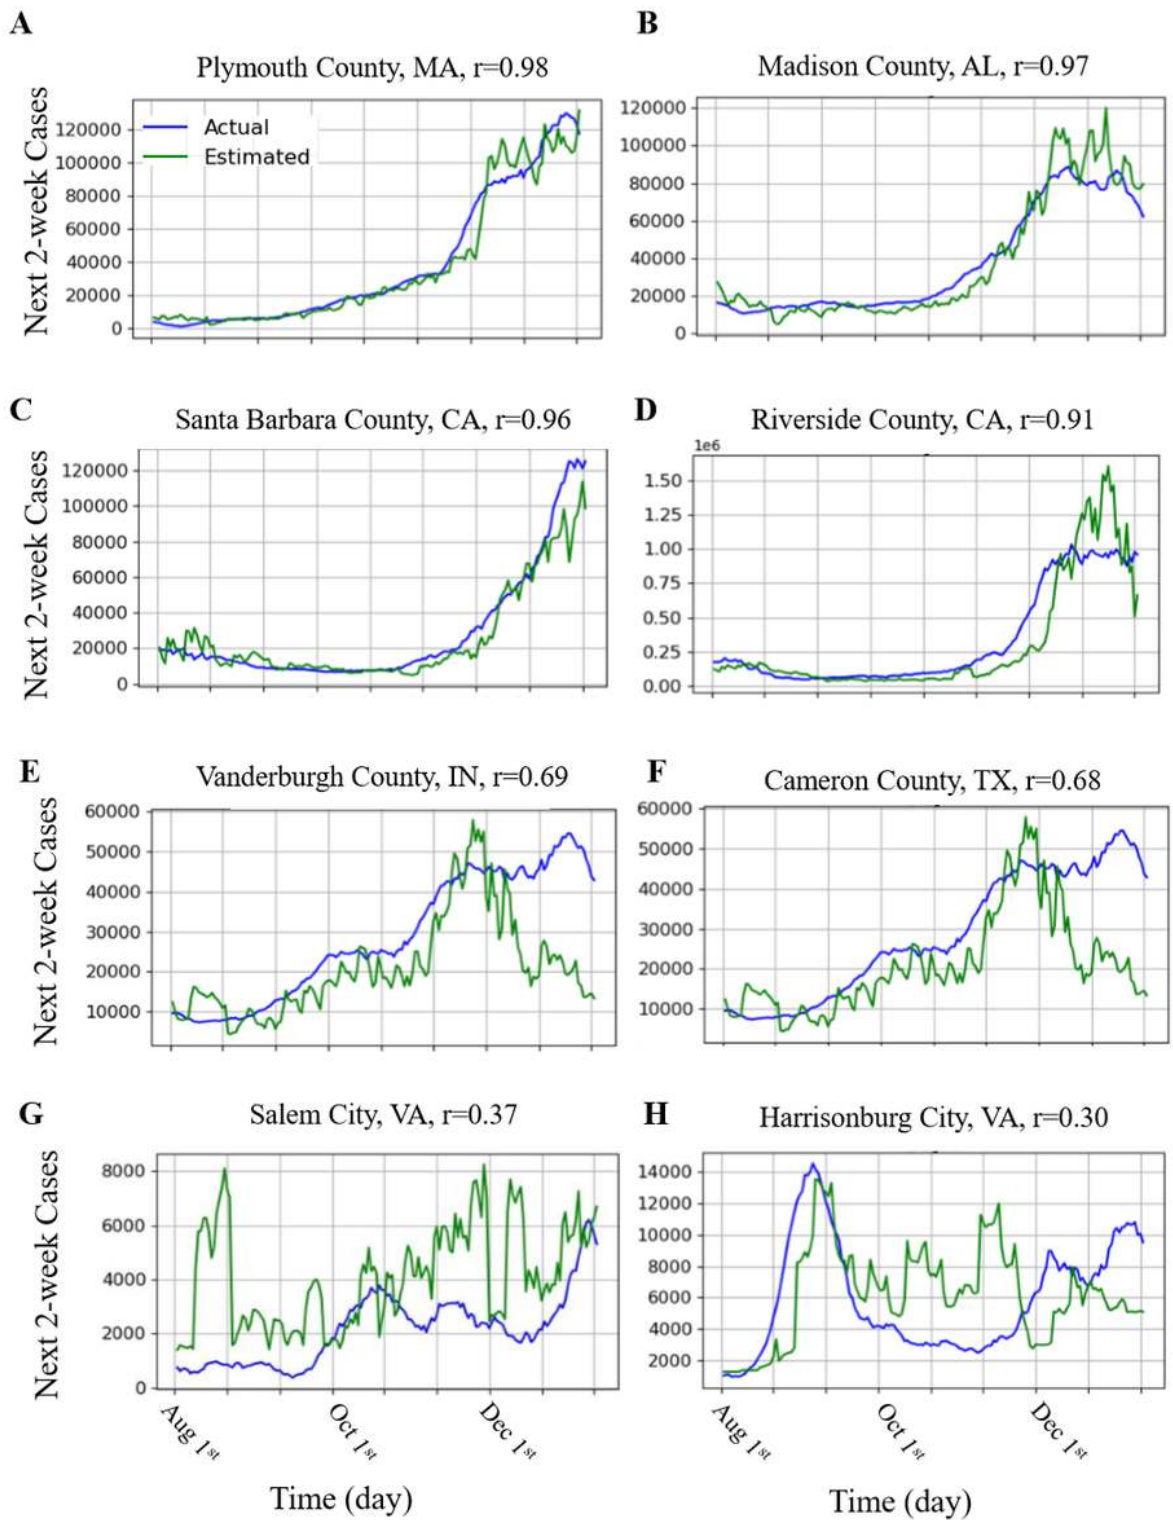 A
B
Plymouth County, MA, r=0.98
Madison County, AL, r=0.97
Next 2-week Cases
Actual
Estimated
120000
100000
80000
60000
40000
20000
0
120000
100000
80000
60000
40000
20000
0
C
D
Santa Barbara County, CA, r=0.96
Riverside County, CA, r=0.91
Next 2-week Cases
120000
100000
80000
60000
40000
20000
0
1e6
1.50
1.25
1.00
0.75
0.50
0.25
0.00
E
F
Vanderburgh County, IN, r=0.69
Cameron County, TX, r=0.68
Next 2-week Cases
60000
50000
40000
30000
20000
10000
60000
50000
40000
30000
20000
10000
G
H
Salem City, VA, r=0.37
Harrisonburg City, VA, r=0.30
Next 2-week Cases
8000
6000
4000
2000
0
14000
12000
10000
8000
6000
4000
2000
Aug 1st
Oct 1st
Dec 1st
Aug 1st
Oct 1st
Dec 1st
Time (day)
Time (day)